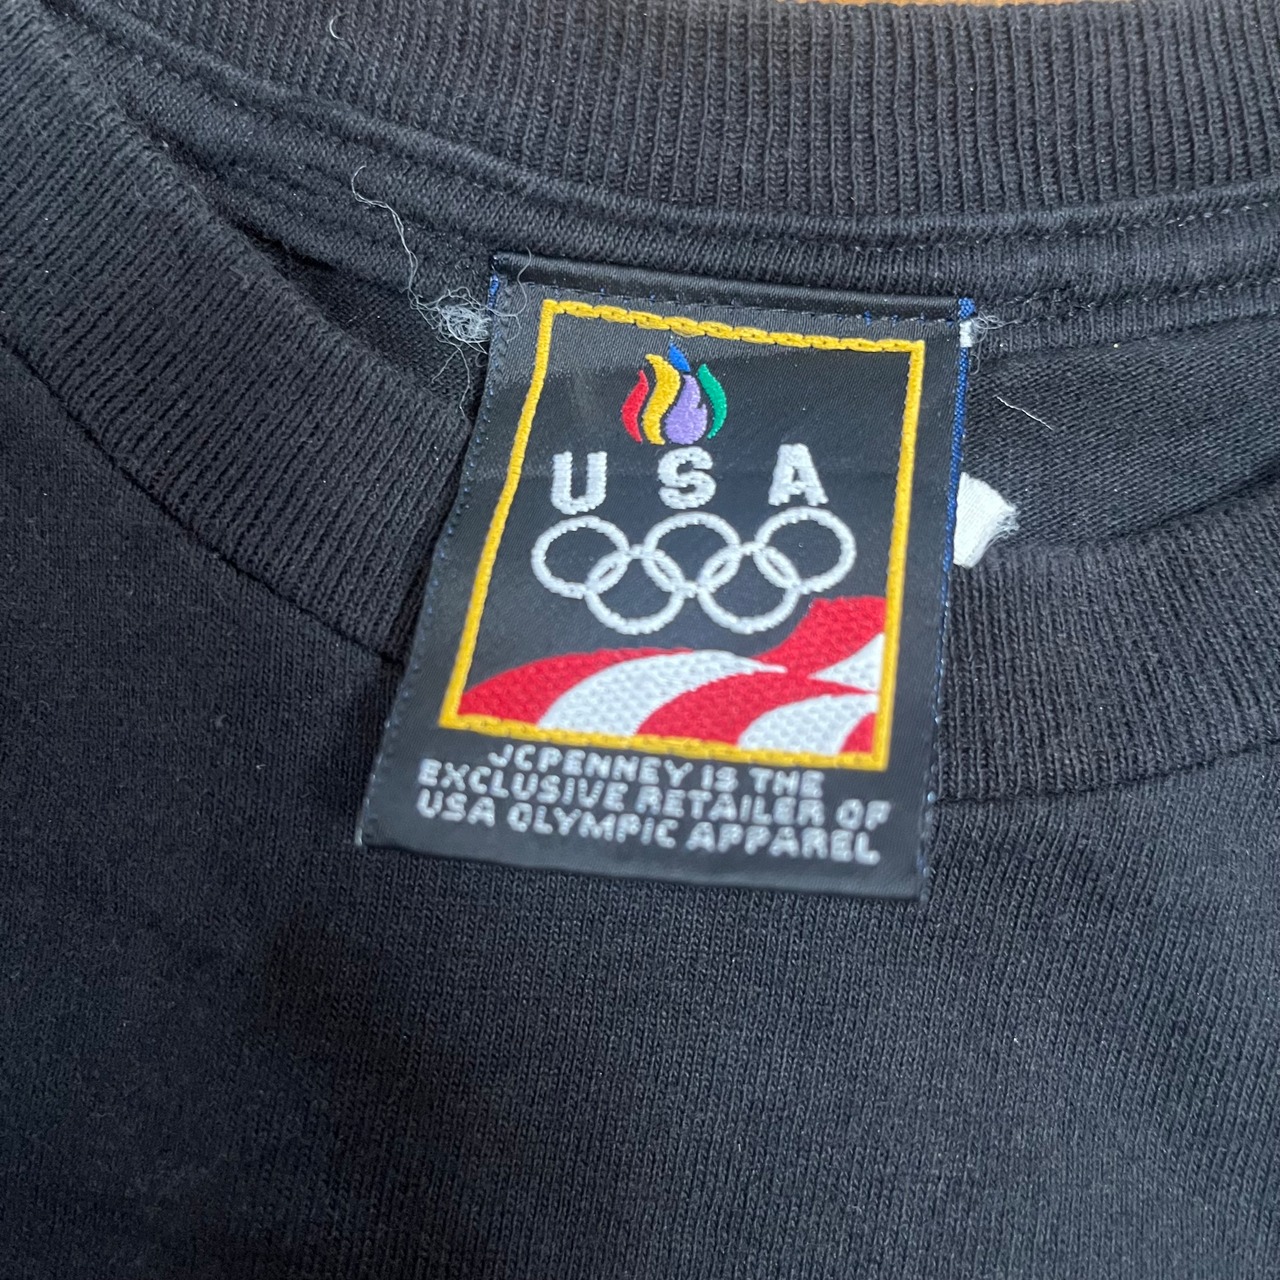 USA
JCPENNEY IS THE
EXCLUSIVE RETAILER OF
USA OLYMPIC APPAREL